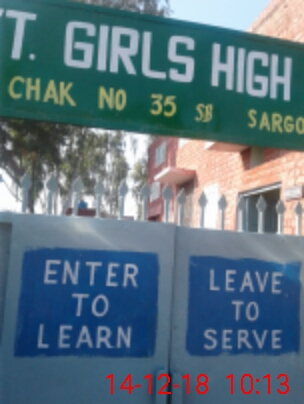 T. GIRLS HIGH
CHAK NO 35 SB SARGO
ENTER
TO
LEARN
LEAVE
TO
SERVE
14-12-18 10:13